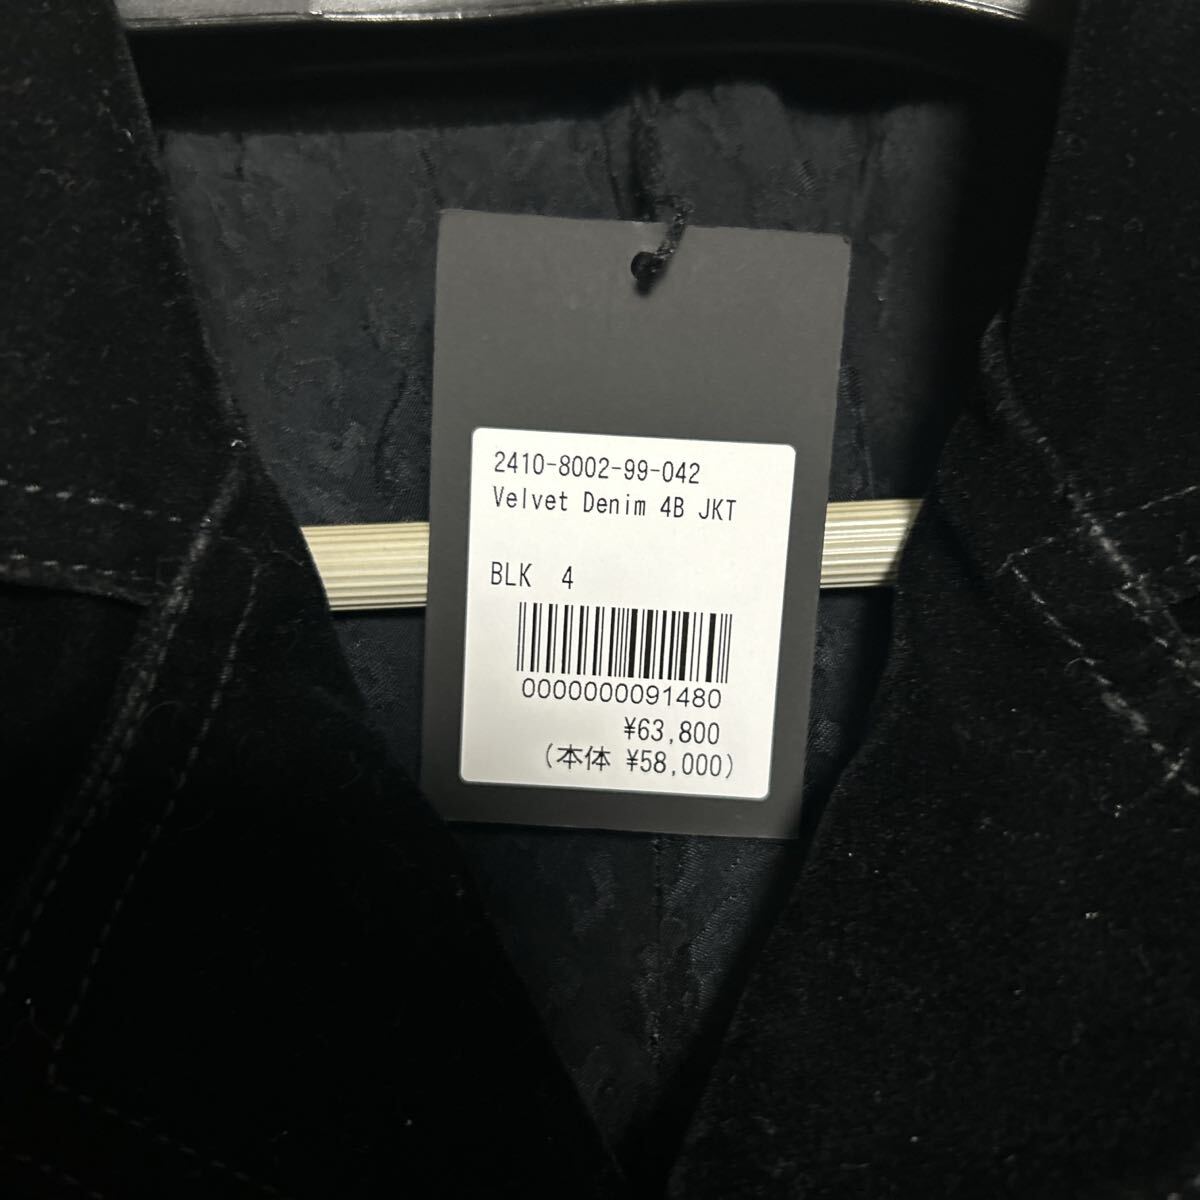 2410-8002-99-042
Velvet Denim 4B JKT
BLK 4
0000000091480
¥63,800
(本体 ¥58,000)